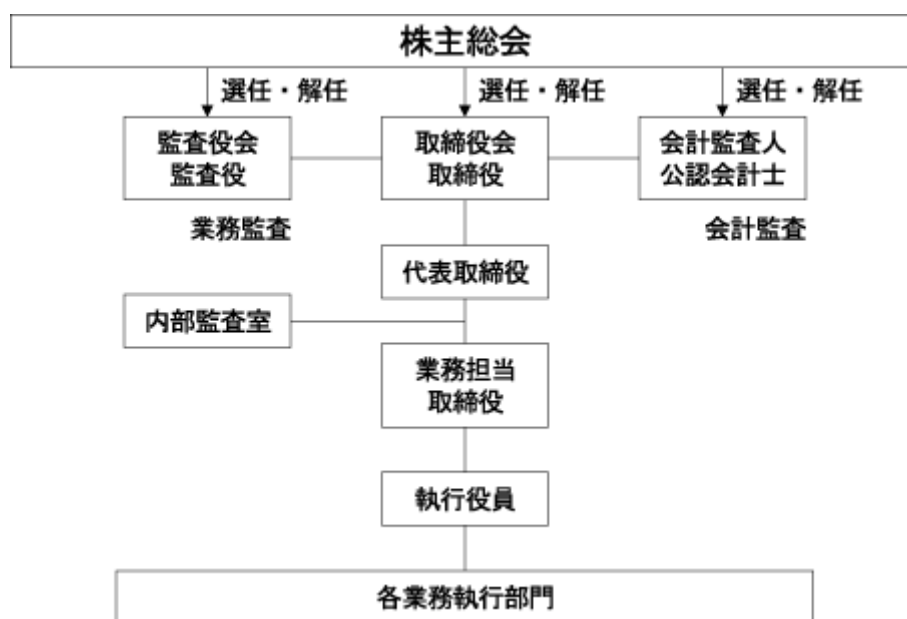 株主総会
選任・解任
選任・解任
選任・解任
監査役会
監査役
取締役会
取締役
会計監査人
公認会計士
業務監査
会計監査
代表取締役
内部監査室
業務担当
取締役
執行役員
各業務執行部門